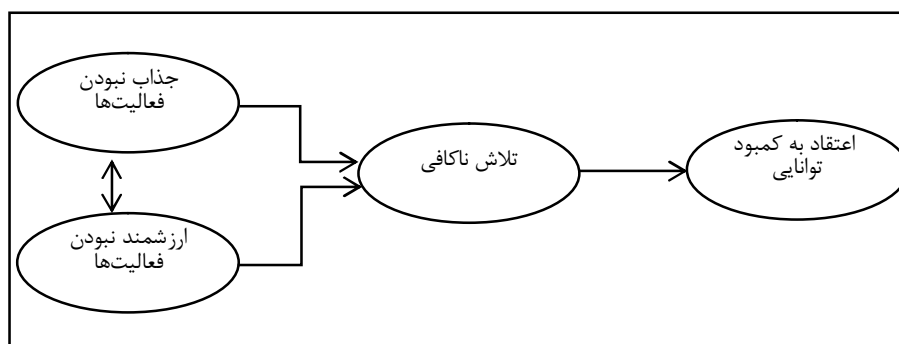 جذاب نبودن
فعالیت‌ها
تلاش ناکافی
اعتقاد به کمبود
توانایی
ارزشمند نبودن
فعالیت‌ها